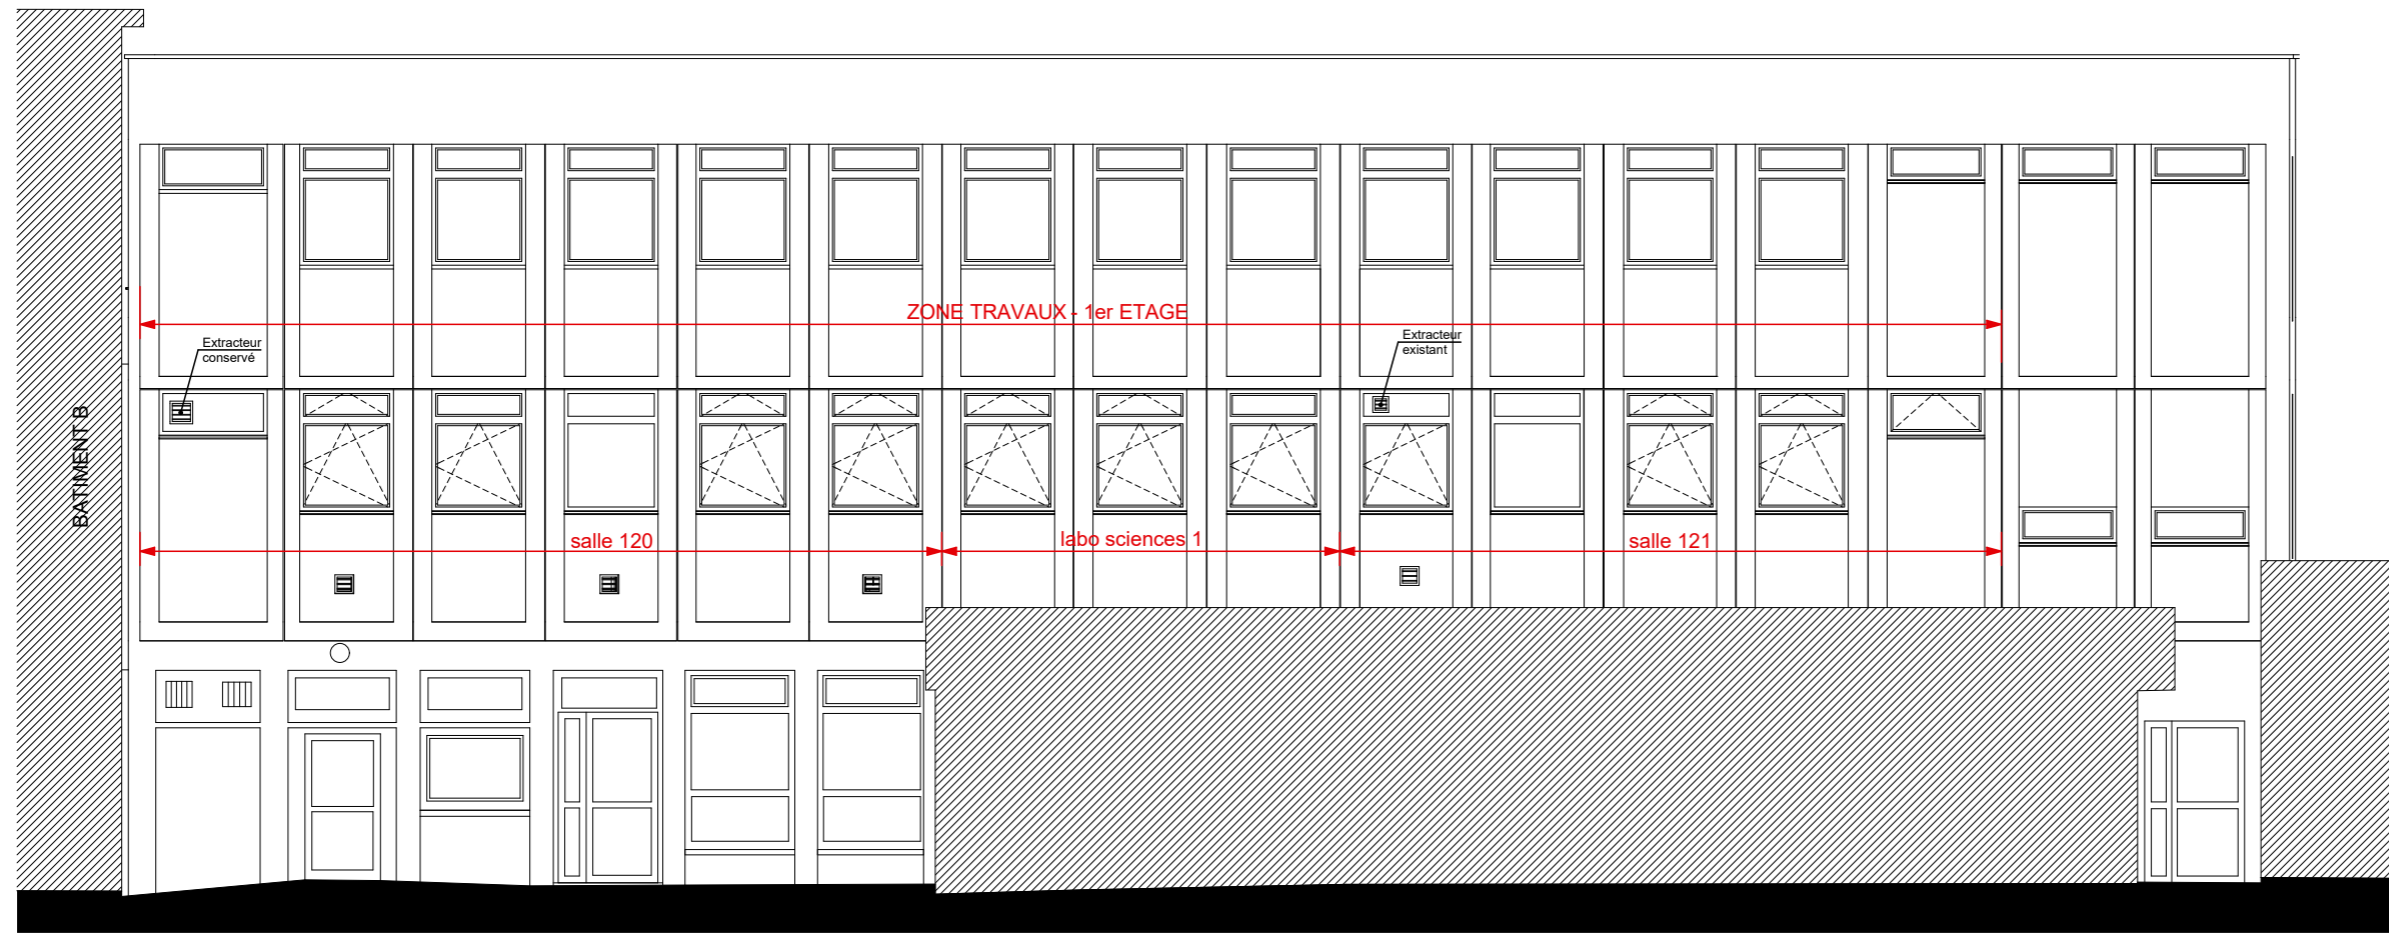 ZONE TRAVAUX - 1er ETAGE
Extracteur
conservé
Extracteur
existant
BATIMENT B
salle 120
labo sciences 1
salle 121